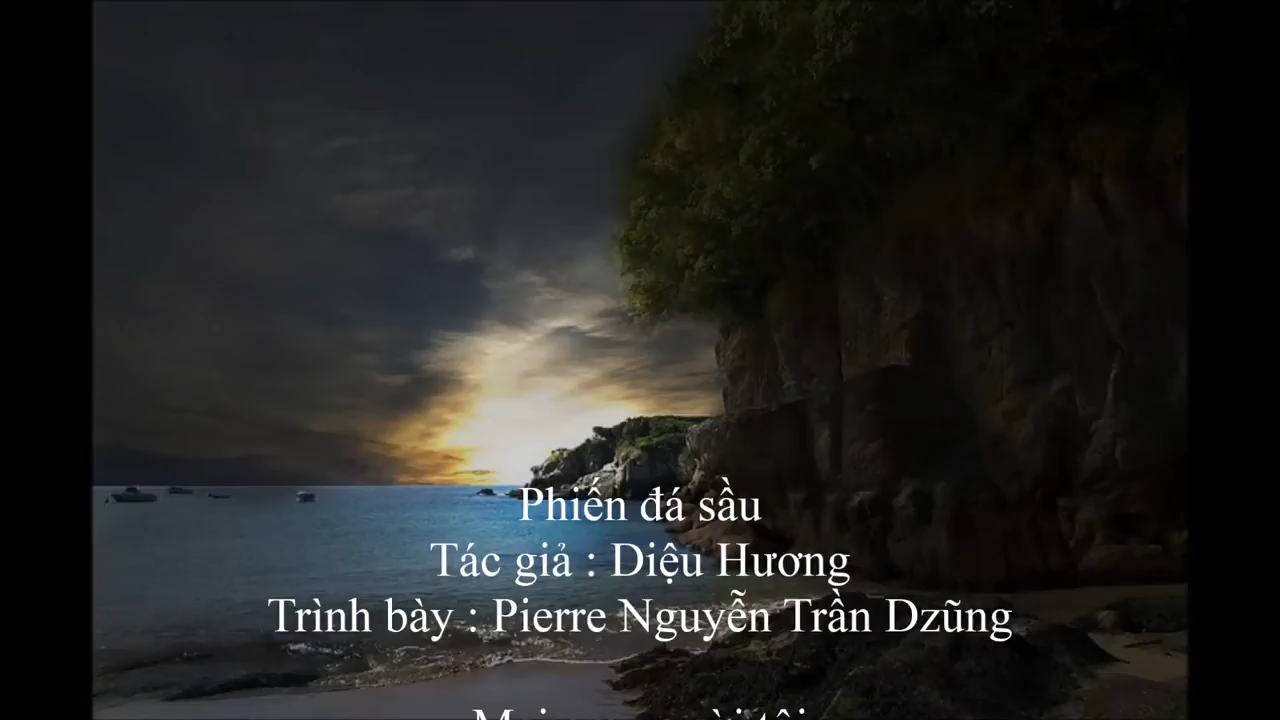 Phiến đá sầu
Tác giả : Diệu Hương
Trình bày : Pierre Nguyễn Trần Dzũng